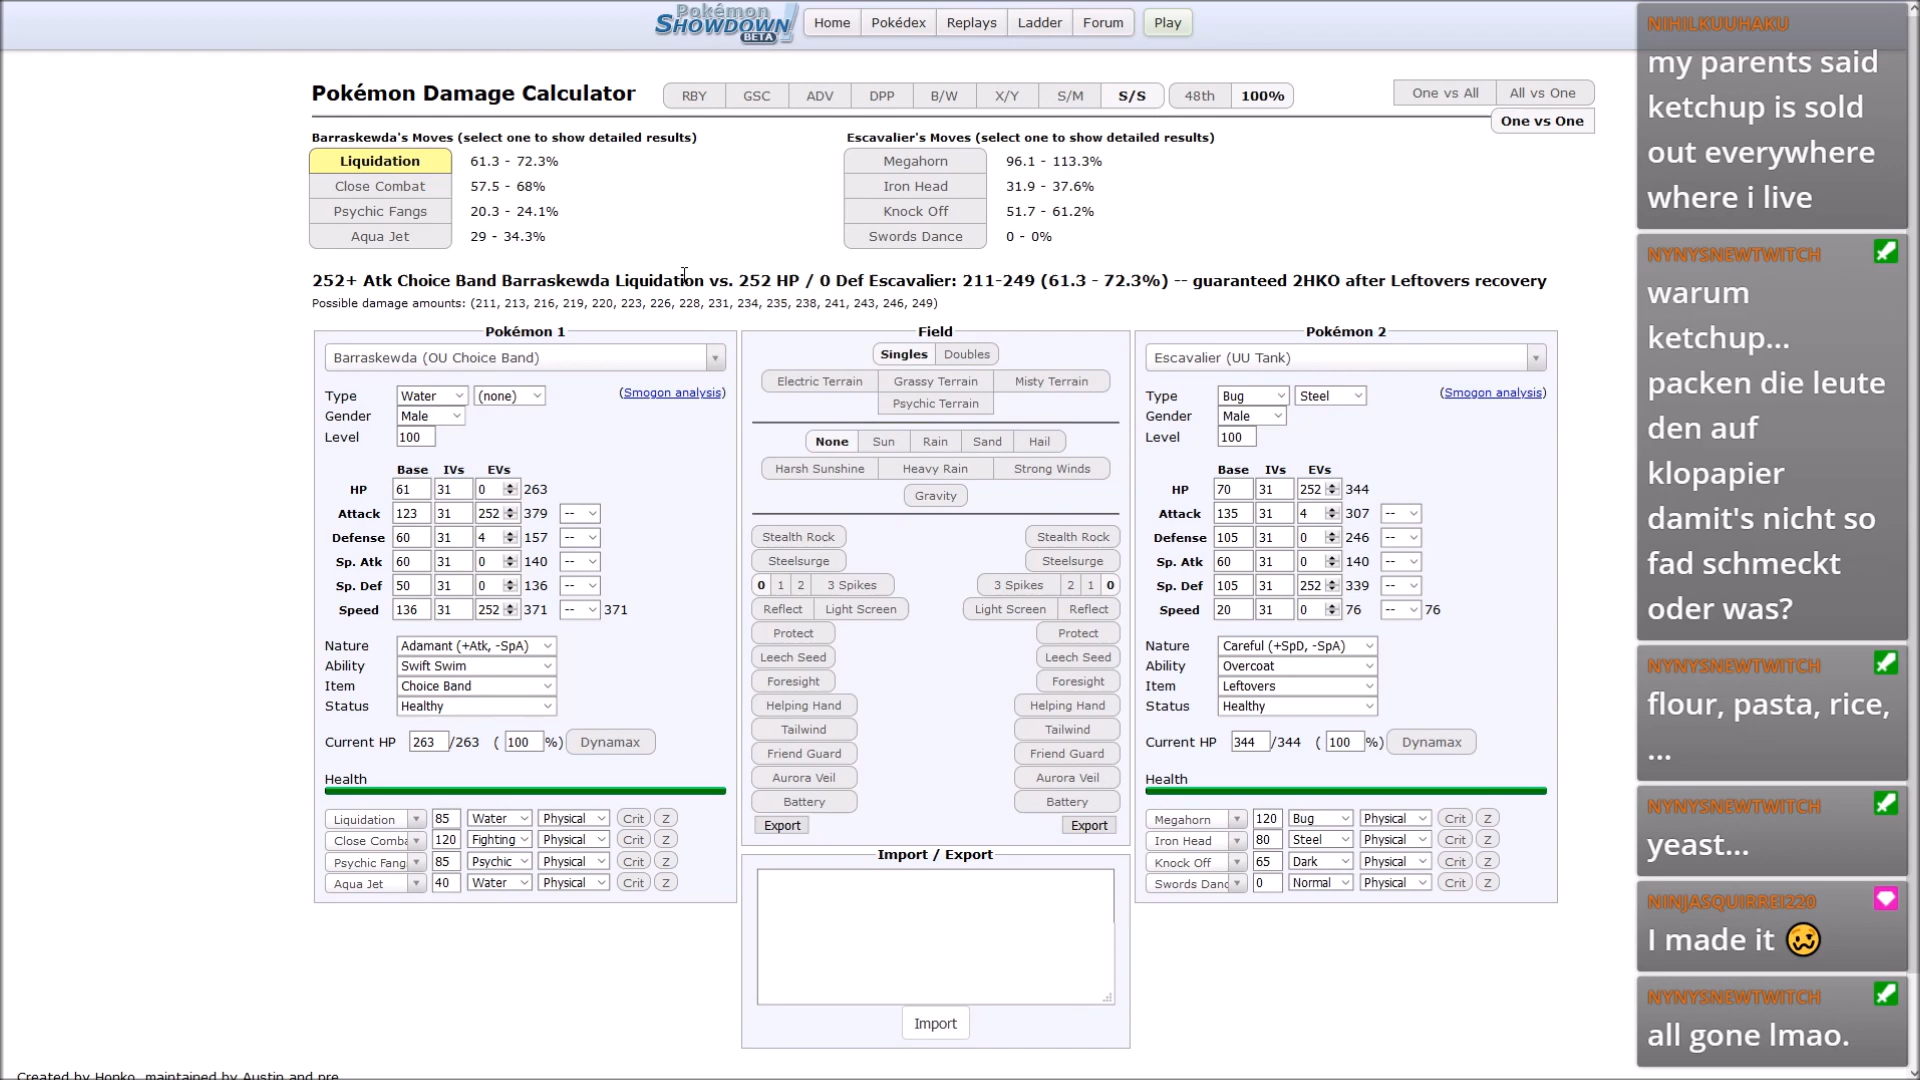 Pokémon
SHOWDOWN!
BETA
Home Pokédex Replays Ladder Forum Play
Pokémon Damage Calculator RBY GSC ADV DPP B/W X/Y S/M S/S 48th 100% One vs All All vs One
One vs One
Barraskewda's Moves (select one to show detailed results)
Liquidation 61.3 - 72.3%
Close Combat 57.5 - 68%
Psychic Fangs 20.3 - 24.1%
Aqua Jet 29 - 34.3%
Escavalier's Moves (select one to show detailed results)
Megahorn 96.1 - 113.3%
Iron Head 31.9 - 37.6%
Knock Off 51.7 - 61.2%
Swords Dance 0 - 0%
252+ Atk Choice Band Barraskewda Liquidation vs. 252 HP / 0 Def Escavalier: 211-249 (61.3 - 72.3%) -- guaranteed 2HKO after Leftovers recovery
Possible damage amounts: (211, 213, 216, 219, 220, 223, 226, 228, 231, 234, 235, 238, 241, 243, 246, 249)
Pokémon 1
Barraskewda (OU Choice Band)
Type Water (none) (Smogon analysis)
Gender Male
Level 100
Base IVs EVs
HP 61 31 0 263
Attack 123 31 252 379 --
Defense 60 31 4 157 --
Sp. Atk 60 31 0 140 --
Sp. Def 50 31 0 136 --
Speed 136 31 252 371 -- 371
Nature Adamant (+Atk, -SpA)
Ability Swift Swim
Item Choice Band
Status Healthy
Current HP 263 /263 ( 100 %) Dynamax
Health
Liquidation 85 Water Physical Crit Z
Close Comba 120 Fighting Physical Crit Z
Psychic Fang 85 Psychic Physical Crit Z
Aqua Jet 40 Water Physical Crit Z
Field
Singles Doubles
Electric Terrain Grassy Terrain Misty Terrain
Psychic Terrain
None Sun Rain Sand Hail
Harsh Sunshine Heavy Rain Strong Winds
Gravity
Stealth Rock Stealth Rock
Steelsurge Steelsurge
0 1 2 3 Spikes 3 Spikes 2 1 0
Reflect Light Screen Light Screen Reflect
Protect Protect
Leech Seed Leech Seed
Foresight Foresight
Helping Hand Helping Hand
Tailwind Tailwind
Friend Guard Friend Guard
Aurora Veil Aurora Veil
Battery Battery
Export Export
Import / Export
Import
Pokémon 2
Escavalier (UU Tank)
Type Bug Steel (Smogon analysis)
Gender Male
Level 100
Base IVs EVs
HP 70 31 252 344
Attack 135 31 4 307 --
Defense 105 31 0 246 --
Sp. Atk 60 31 0 140 --
Sp. Def 105 31 252 339 --
Speed 20 31 0 76 -- 76
Nature Careful (+SpD, -SpA)
Ability Overcoat
Item Leftovers
Status Healthy
Current HP 344 /344 ( 100 %) Dynamax
Health
Megahorn 120 Bug Physical Crit Z
Iron Head 80 Steel Physical Crit Z
Knock Off 65 Dark Physical Crit Z
Swords Danc 0 Normal Physical Crit Z
Created by Honko, maintained by Austin and pre
NIHILKUUHAKU
my parents said
ketchup is sold
out everywhere
where i live
NYNYSNEWTWITCH
warum
ketchup...
packen die leute
den auf
klopapier
damit's nicht so
fad schmeckt
oder was?
NYNYSNEWTWITCH
flour, pasta, rice,
...
NYNYSNEWTWITCH
yeast...
NINJASQUIRREL220
I made it 🥴
NYNYSNEWTWITCH
all gone lmao.